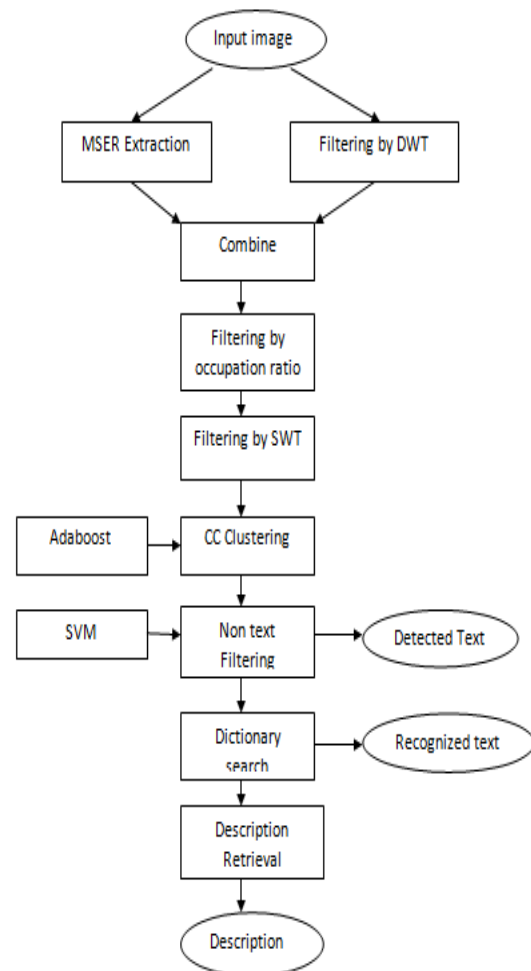 Input image
MSER Extraction
Filtering by DWT
Combine
Filtering by
occupation ratio
Filtering by SWT
Adaboost
CC Clustering
SVM
Non text
Filtering
Detected Text
Dictionary
search
Recognized text
Description
Retrieval
Description